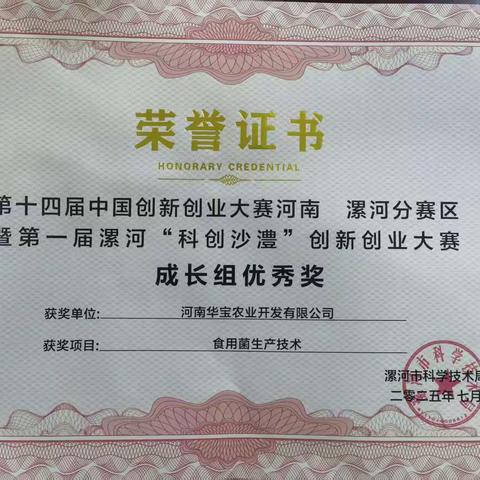 荣誉证书
HONORARY CREDENTIAL
第十四届中国创新创业大赛河南 漯河分赛区
暨第一届漯河“科创沙澧”创新创业大赛
成长组优秀奖
获奖单位: 河南华宝农业开发有限公司
获奖项目: 食用菌生产技术
漯河市科学技术局
二〇二五年七月